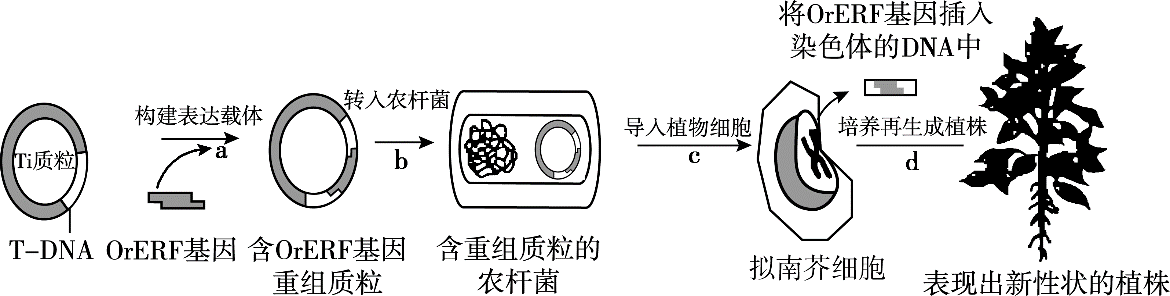 将OrERF基因插入
染色体的DNA中
构建表达载体
a
转入农杆菌
b
导入植物细胞
c
培养再生成植株
d
Ti质粒
T-DNA
OrERF基因
含OrERF基因
重组质粒
含重组质粒的
农杆菌
拟南芥细胞
表现出新性状的植株